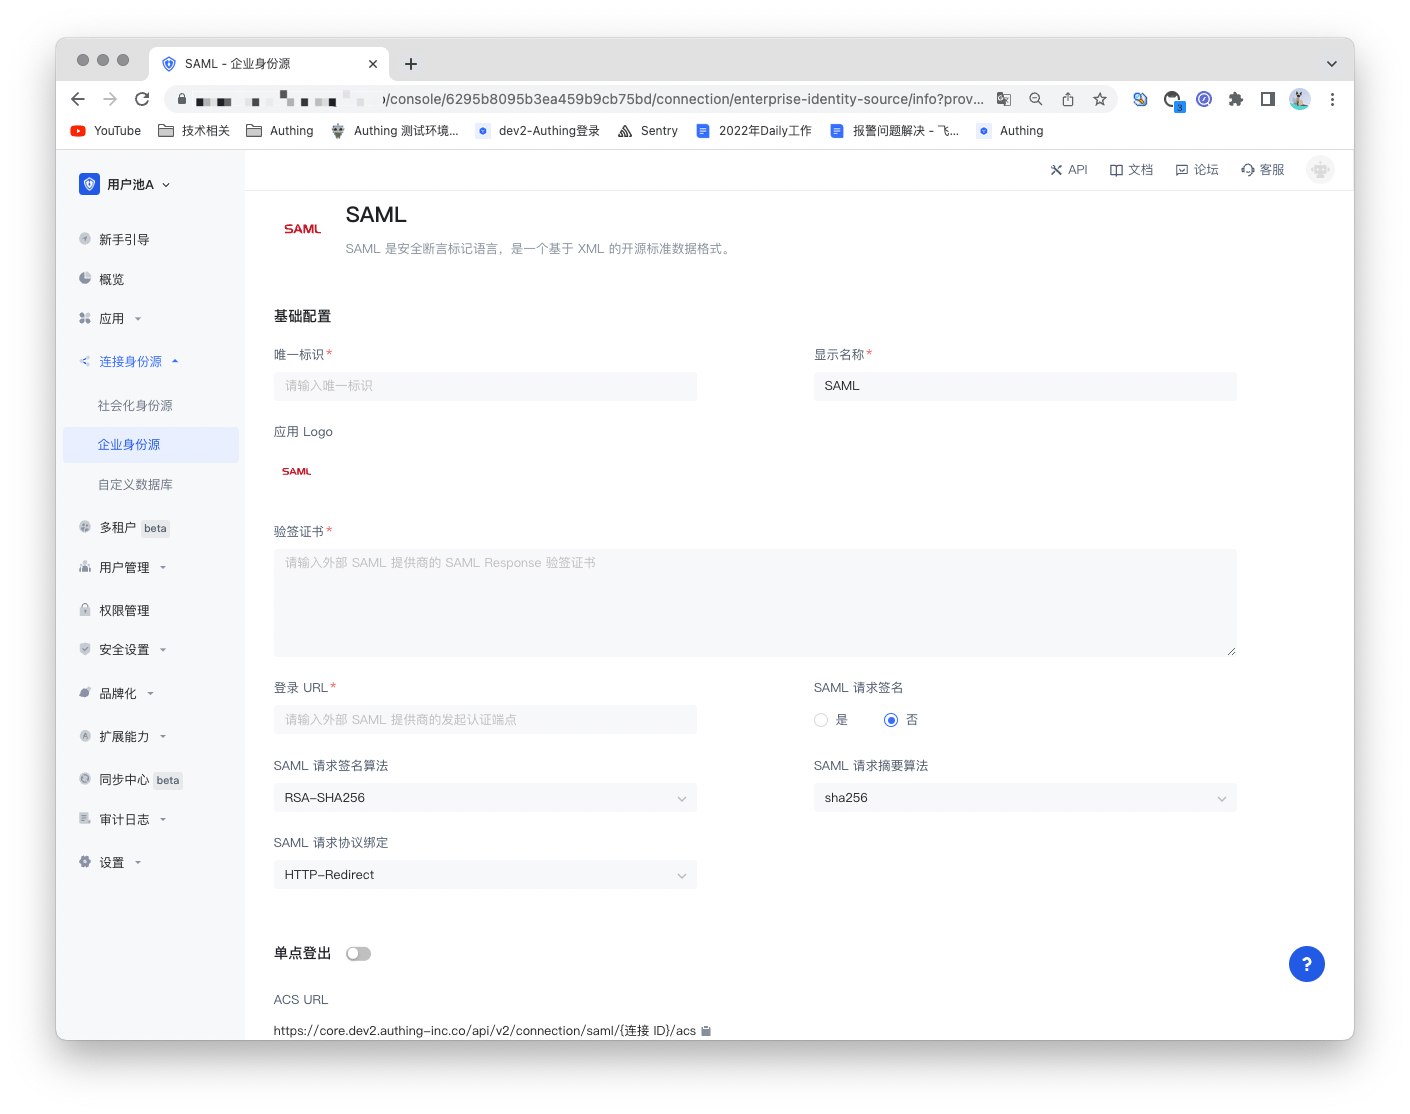 SAML - 企业身份源
/console/6295b8095b3ea459b9cb75bd/connection/enterprise-identity-source/info?prov...
3
YouTube
技术相关
Authing
Authing 测试环境...
dev2-Authing登录
Sentry
2022年Daily工作
报警问题解决 - 飞...
Authing
用户池A
API
文档
论坛
客服
新手引导
概览
应用
连接身份源
社会化身份源
企业身份源
自定义数据库
多租户 beta
用户管理
权限管理
安全设置
品牌化
扩展能力
同步中心 beta
审计日志
设置
SAML
SAML
SAML 是安全断言标记语言，是一个基于 XML 的开源标准数据格式。
基础配置
唯一标识*
显示名称*
请输入唯一标识
SAML
应用 Logo
SAML
验签证书*
请输入外部 SAML 提供商的 SAML Response 验签证书
登录 URL*
SAML 请求签名
请输入外部 SAML 提供商的发起认证端点
是
否
SAML 请求签名算法
SAML 请求摘要算法
RSA-SHA256
sha256
SAML 请求协议绑定
HTTP-Redirect
单点登出
?
ACS URL
https://core.dev2.authing-inc.co/api/v2/connection/saml/{连接 ID}/acs